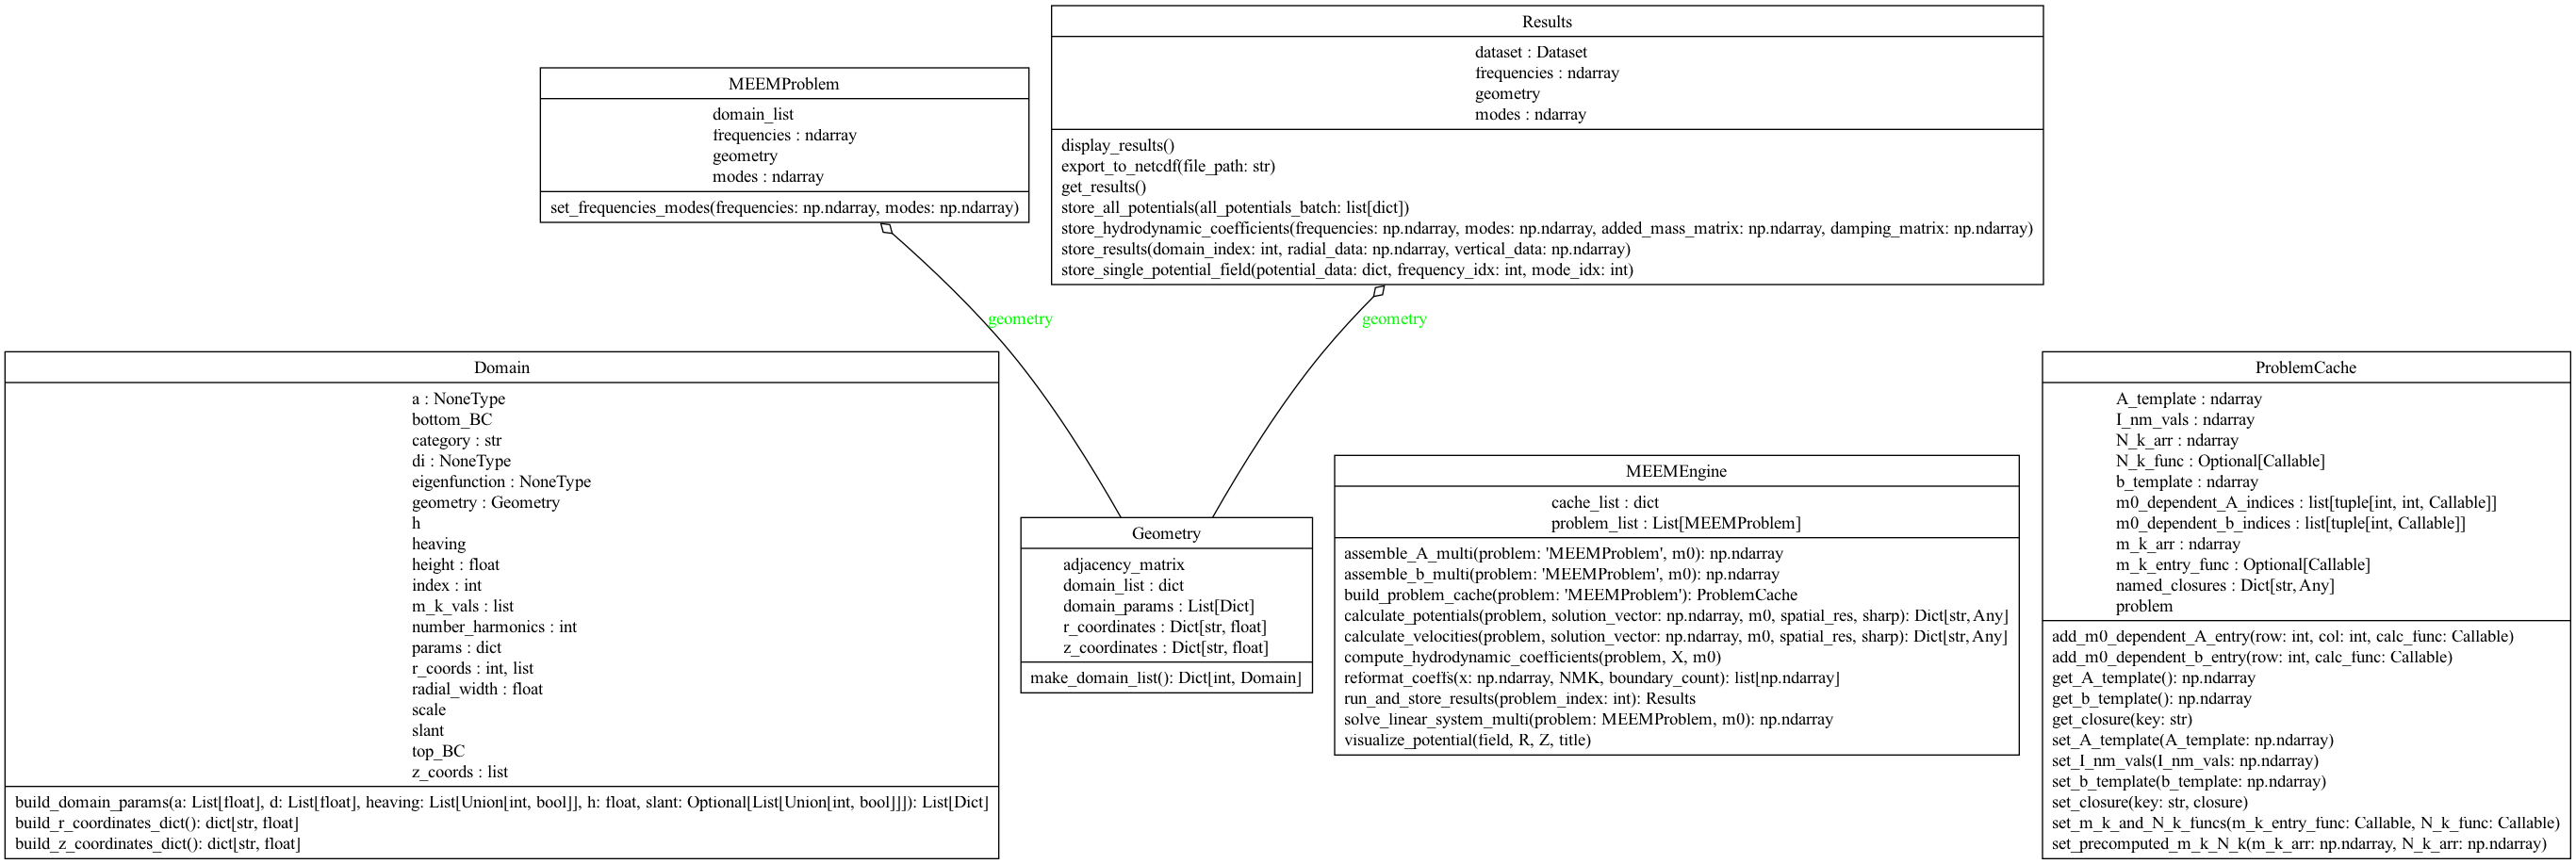 MEEMProblem
domain_list
frequencies : ndarray
geometry
modes : ndarray
set_frequencies_modes(frequencies: np.ndarray, modes: np.ndarray)
Results
dataset : Dataset
frequencies : ndarray
geometry
modes : ndarray
display_results()
export_to_netcdf(file_path: str)
get_results()
store_all_potentials(all_potentials_batch: list[dict])
store_hydrodynamic_coefficients(frequencies: np.ndarray, modes: np.ndarray, added_mass_matrix: np.ndarray, damping_matrix: np.ndarray)
store_results(domain_index: int, radial_data: np.ndarray, vertical_data: np.ndarray)
store_single_potential_field(potential_data: dict, frequency_idx: int, mode_idx: int)
geometry
geometry
Domain
a : NoneType
bottom_BC
category : str
di : NoneType
eigenfunction : NoneType
geometry : Geometry
h
heaving
height : float
index : int
m_k_vals : list
number_harmonics : int
params : dict
r_coords : int, list
radial_width : float
scale
slant
top_BC
z_coords : list
build_domain_params(a: List[float], d: List[float], heaving: List[Union[int, bool]], h: float, slant: Optional[List[Union[int, bool]]]): List[Dict]
build_r_coordinates_dict(): dict[str, float]
build_z_coordinates_dict(): dict[str, float]
Geometry
adjacency_matrix
domain_list : dict
domain_params : List[Dict]
r_coordinates : Dict[str, float]
z_coordinates : Dict[str, float]
make_domain_list(): Dict[int, Domain]
MEEMEngine
cache_list : dict
problem_list : List[MEEMProblem]
assemble_A_multi(problem: 'MEEMProblem', m0): np.ndarray
assemble_b_multi(problem: 'MEEMProblem', m0): np.ndarray
build_problem_cache(problem: 'MEEMProblem'): ProblemCache
calculate_potentials(problem, solution_vector: np.ndarray, m0, spatial_res, sharp): Dict[str, Any]
calculate_velocities(problem, solution_vector: np.ndarray, m0, spatial_res, sharp): Dict[str, Any]
compute_hydrodynamic_coefficients(problem, X, m0)
reformat_coeffs(x: np.ndarray, NMK, boundary_count): list[np.ndarray]
run_and_store_results(problem_index: int): Results
solve_linear_system_multi(problem: MEEMProblem, m0): np.ndarray
visualize_potential(field, R, Z, title)
ProblemCache
A_template : ndarray
I_nm_vals : ndarray
N_k_arr : ndarray
N_k_func : Optional[Callable]
b_template : ndarray
m0_dependent_A_indices : list[tuple[int, int, Callable]]
m0_dependent_b_indices : list[tuple[int, Callable]]
m_k_arr : ndarray
m_k_entry_func : Optional[Callable]
named_closures : Dict[str, Any]
problem
add_m0_dependent_A_entry(row: int, col: int, calc_func: Callable)
add_m0_dependent_b_entry(row: int, calc_func: Callable)
get_A_template(): np.ndarray
get_b_template(): np.ndarray
get_closure(key: str)
set_A_template(A_template: np.ndarray)
set_I_nm_vals(I_nm_vals: np.ndarray)
set_b_template(b_template: np.ndarray)
set_closure(key: str, closure)
set_m_k_and_N_k_funcs(m_k_entry_func: Callable, N_k_func: Callable)
set_precomputed_m_k_N_k(m_k_arr: np.ndarray, N_k_arr: np.ndarray)